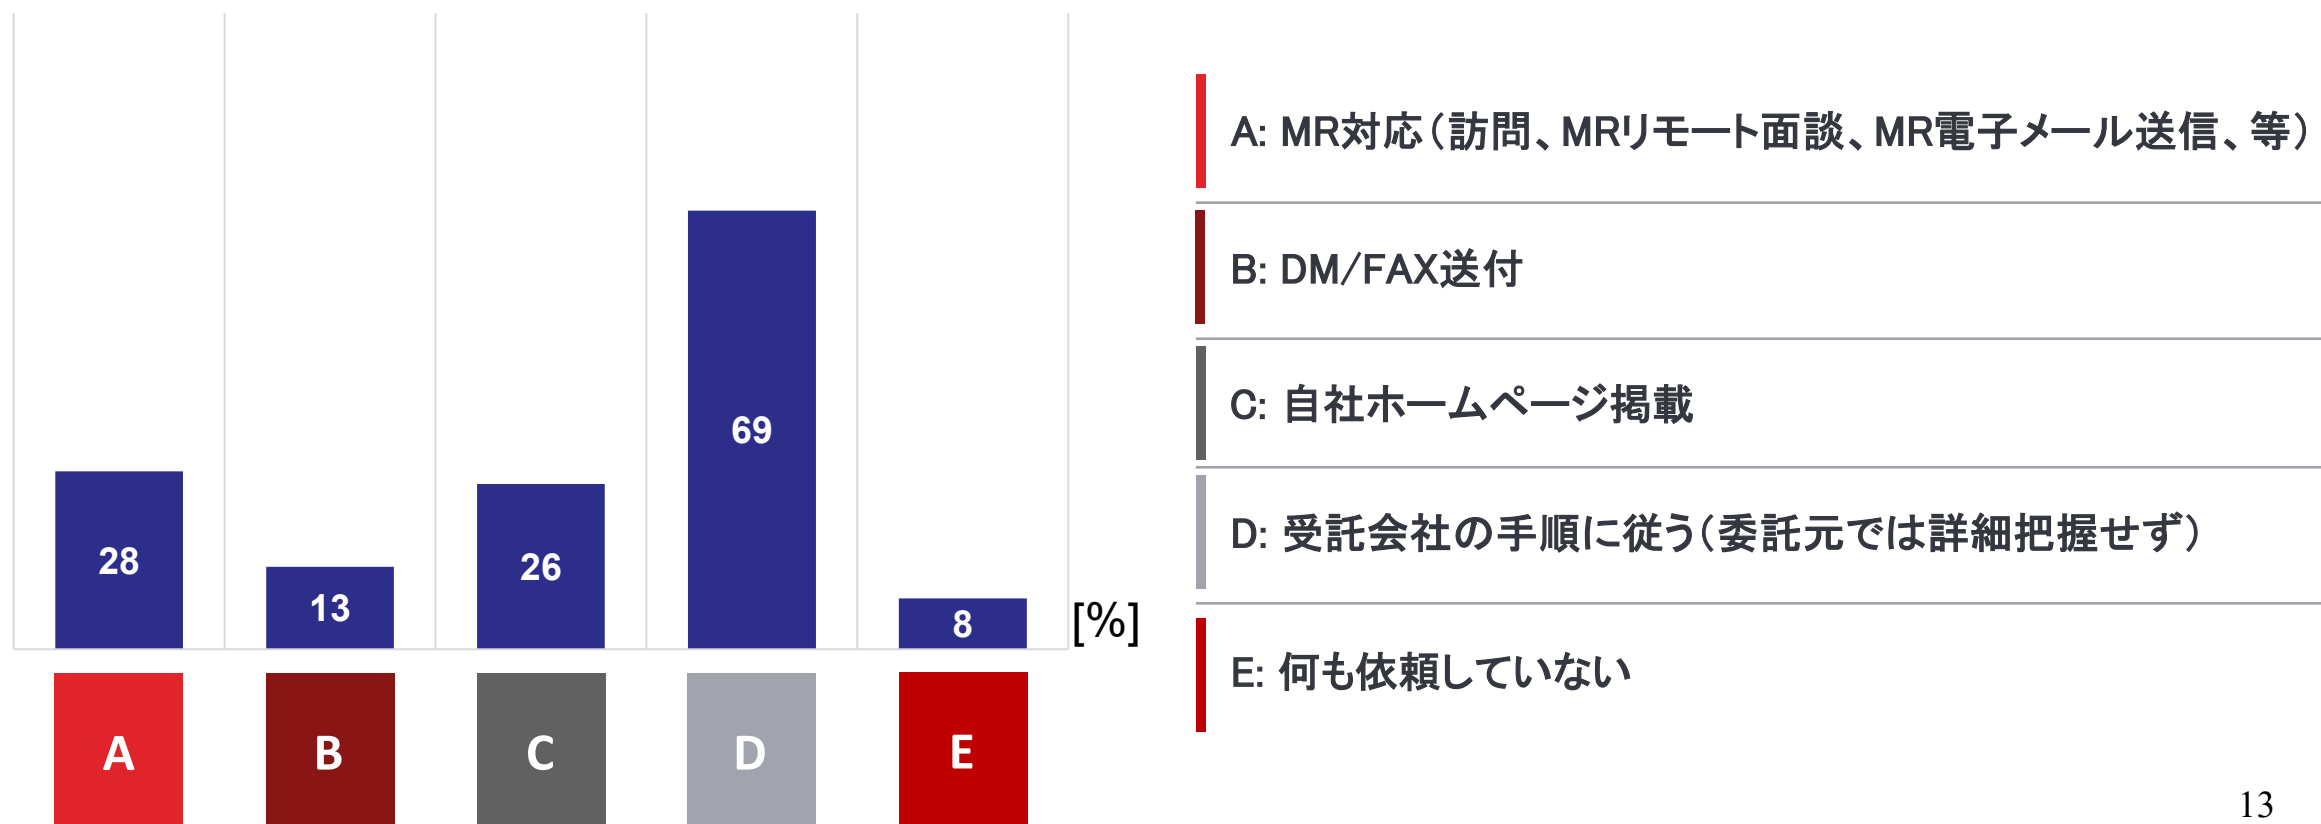 28
13
26
69
8
[%]
A
B
C
D
E
A: MR対応（訪問、MRリモート面談、MR電子メール送信、等）
B: DM/FAX送付
C: 自社ホームページ掲載
D: 受託会社の手順に従う（委託元では詳細把握せず）
E: 何も依頼していない
13